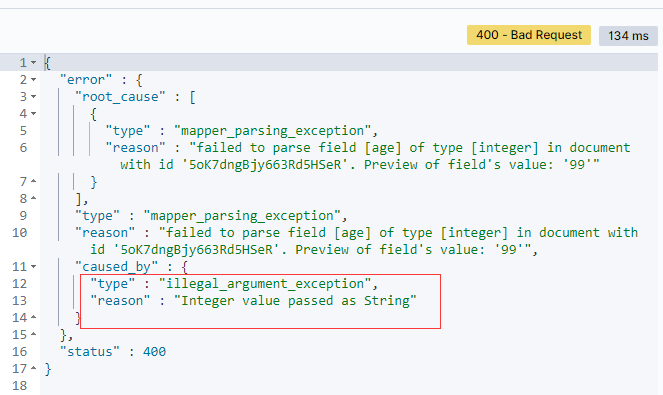 400 - Bad Request 134 ms
1 {
2 "error" : {
3 "root_cause" : [
4 {
5 "type" : "mapper_parsing_exception",
6 "reason" : "failed to parse field [age] of type [integer] in document
with id '5oK7dngBjy663Rd5HSeR'. Preview of field's value: '99'"
7 }
8 ],
9 "type" : "mapper_parsing_exception",
10 "reason" : "failed to parse field [age] of type [integer] in document with
id '5oK7dngBjy663Rd5HSeR'. Preview of field's value: '99'",
11 "caused_by" : {
12 "type" : "illegal_argument_exception",
13 "reason" : "Integer value passed as String"
14 }
15 },
16 "status" : 400
17 }
18